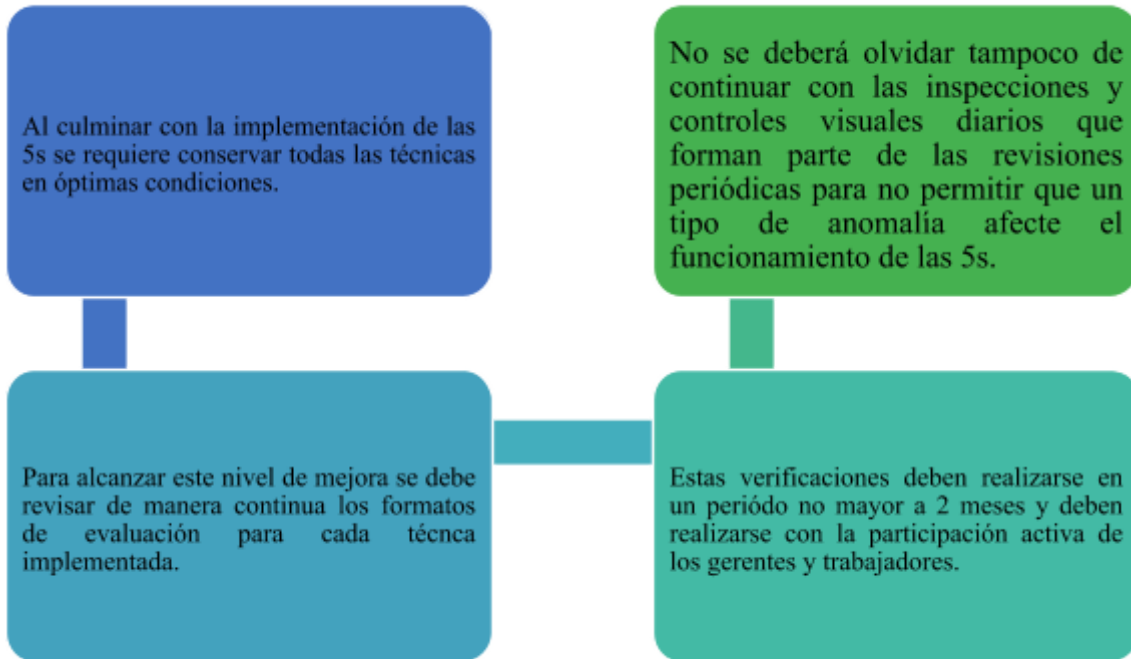 Al culminar con la implementación de las
5s se requiere conservar todas las técnicas
en óptimas condiciones.
Para alcanzar este nivel de mejora se debe
revisar de manera continua los formatos
de evaluación para cada técnca
implementada.
Estas verificaciones deben realizarse en
un periódo no mayor a 2 meses y deben
realizarse con la participación activa de
los gerentes y trabajadores.
No se deberá olvidar tampoco de
continuar con las inspecciones y
controles visuales diarios que
forman parte de las revisiones
periódicas para no permitir que un
tipo de anomalía afecte el
funcionamiento de las 5s.